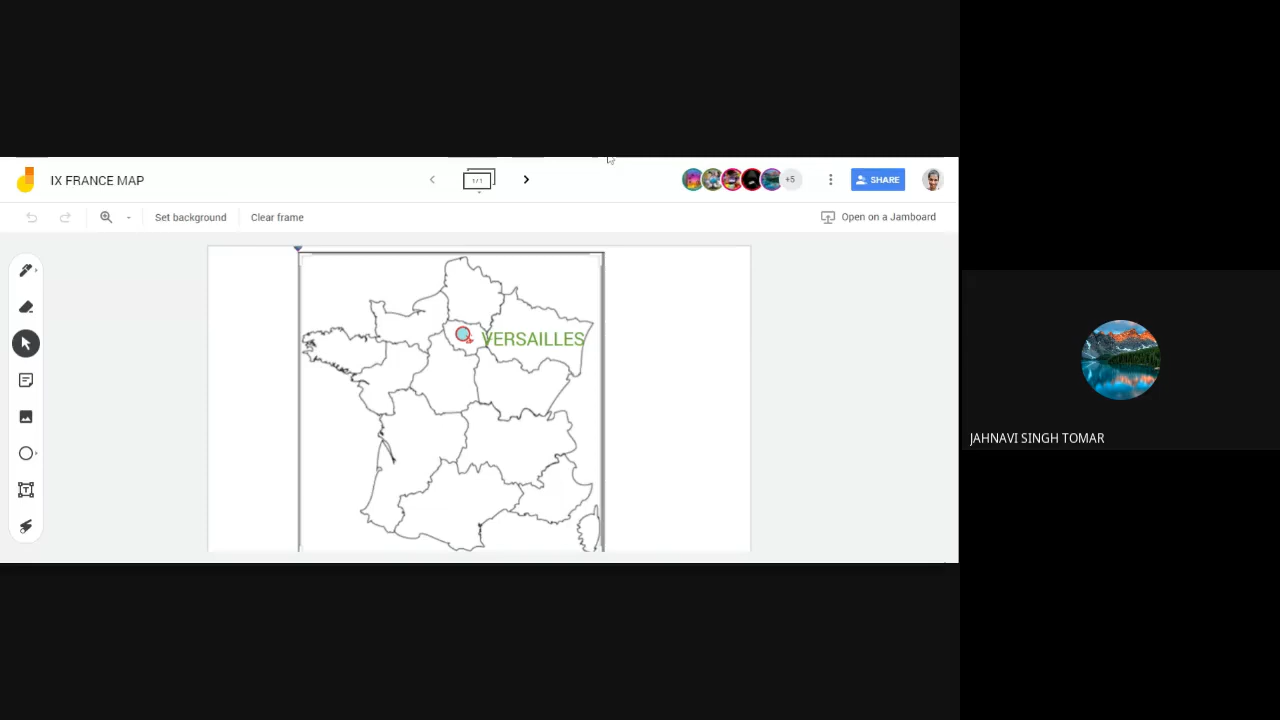 IX FRANCE MAP
1/1
+5
SHARE
Set background
Clear frame
Open on a Jamboard
VERSAILLES
JAHNAVI SINGH TOMAR